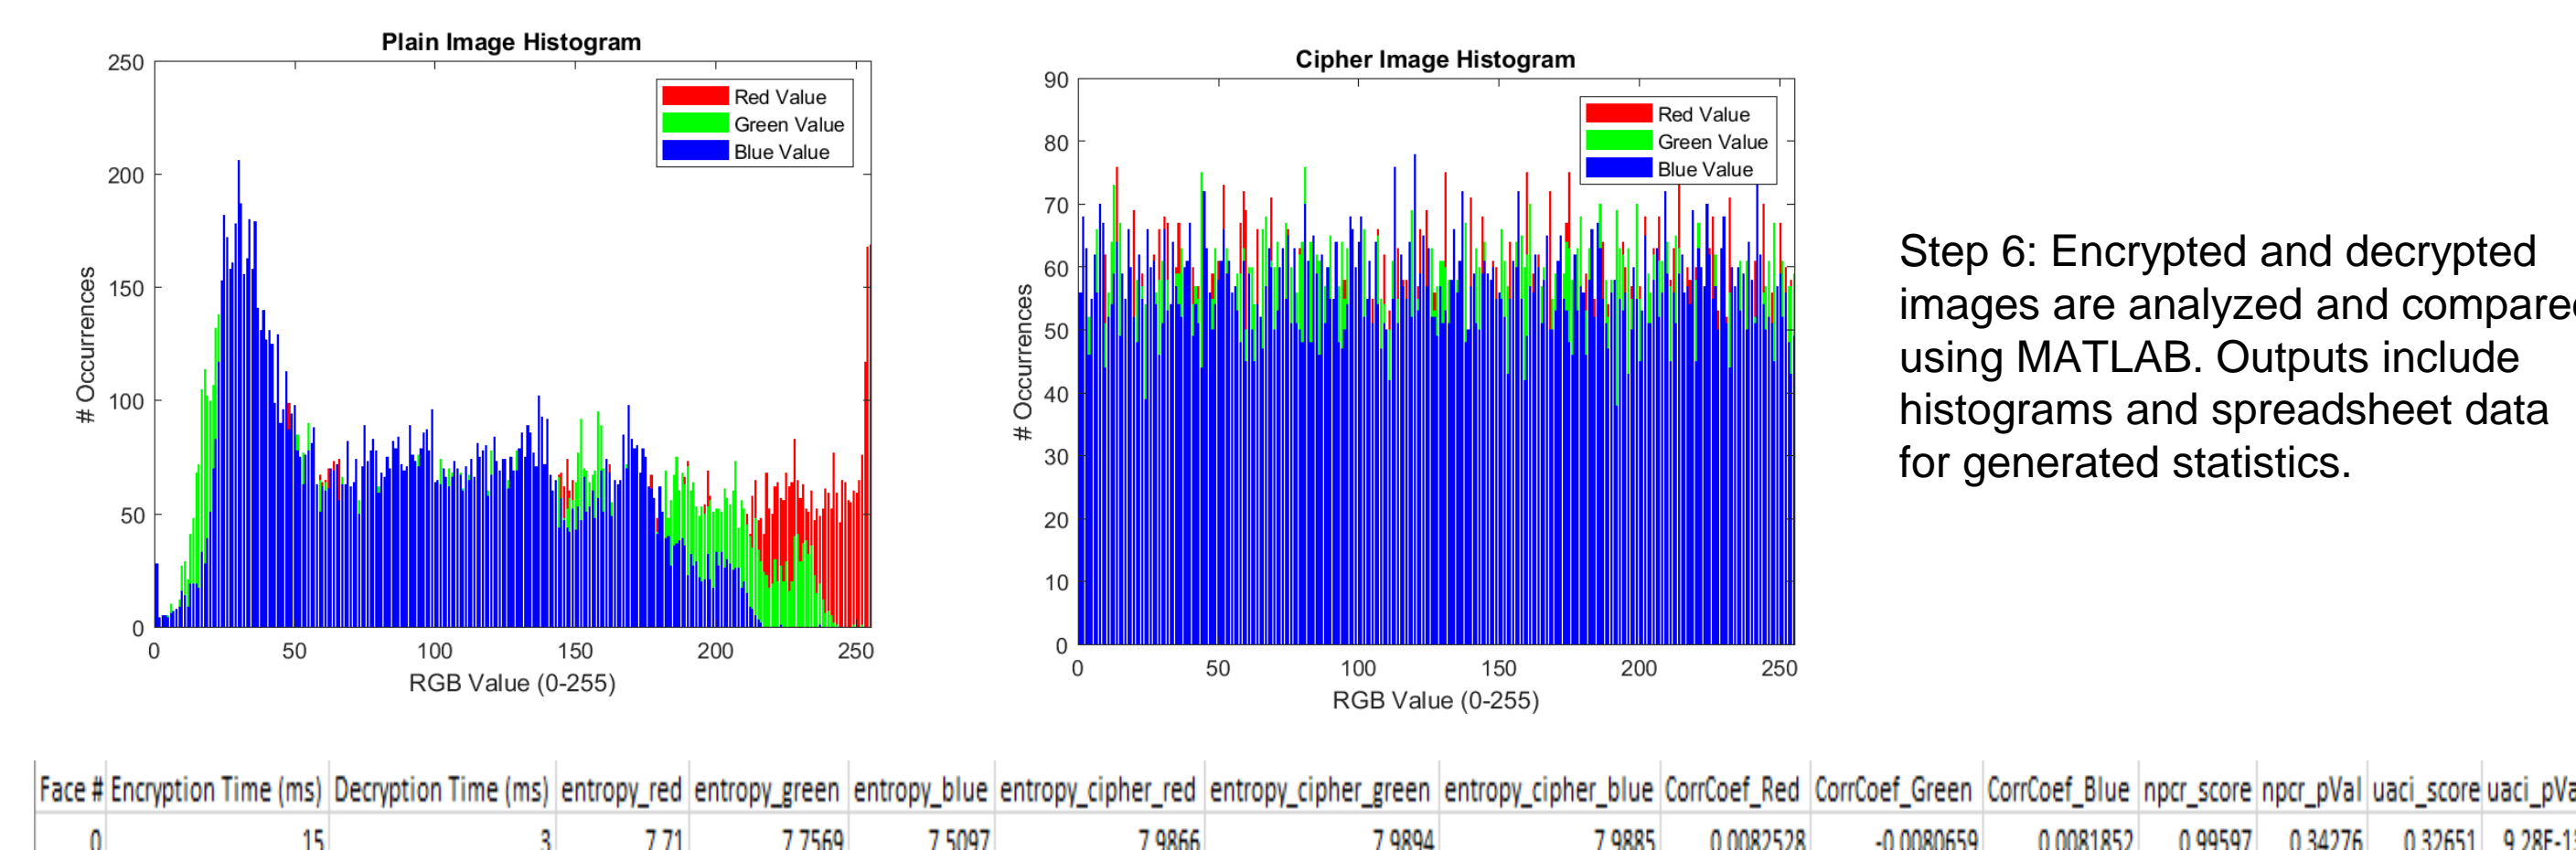 Plain Image Histogram
250
200
150
100
50
0
# Occurrences
Red Value
Green Value
Blue Value
0 50 100 150 200 250
RGB Value (0-255)
Cipher Image Histogram
90
80
70
60
50
40
30
20
10
0
# Occurrences
Red Value
Green Value
Blue Value
0 50 100 150 200 250
RGB Value (0-255)
Step 6: Encrypted and decrypted
images are analyzed and compared
using MATLAB. Outputs include
histograms and spreadsheet data
for generated statistics.
Face # Encryption Time (ms) Decryption Time (ms) entropy_red entropy_green entropy_blue entropy_cipher_red entropy_cipher_green entropy_cipher_blue CorrCoef_Red CorrCoef_Green CorrCoef_Blue npcr_score npcr_pVal uaci_score
0 15 3 7.71 7.7569 7.5097 7.9866 7.9894 7.9885 0.0082528 -0.0080659 0.0081852 0.99597 0.34276 0.32651